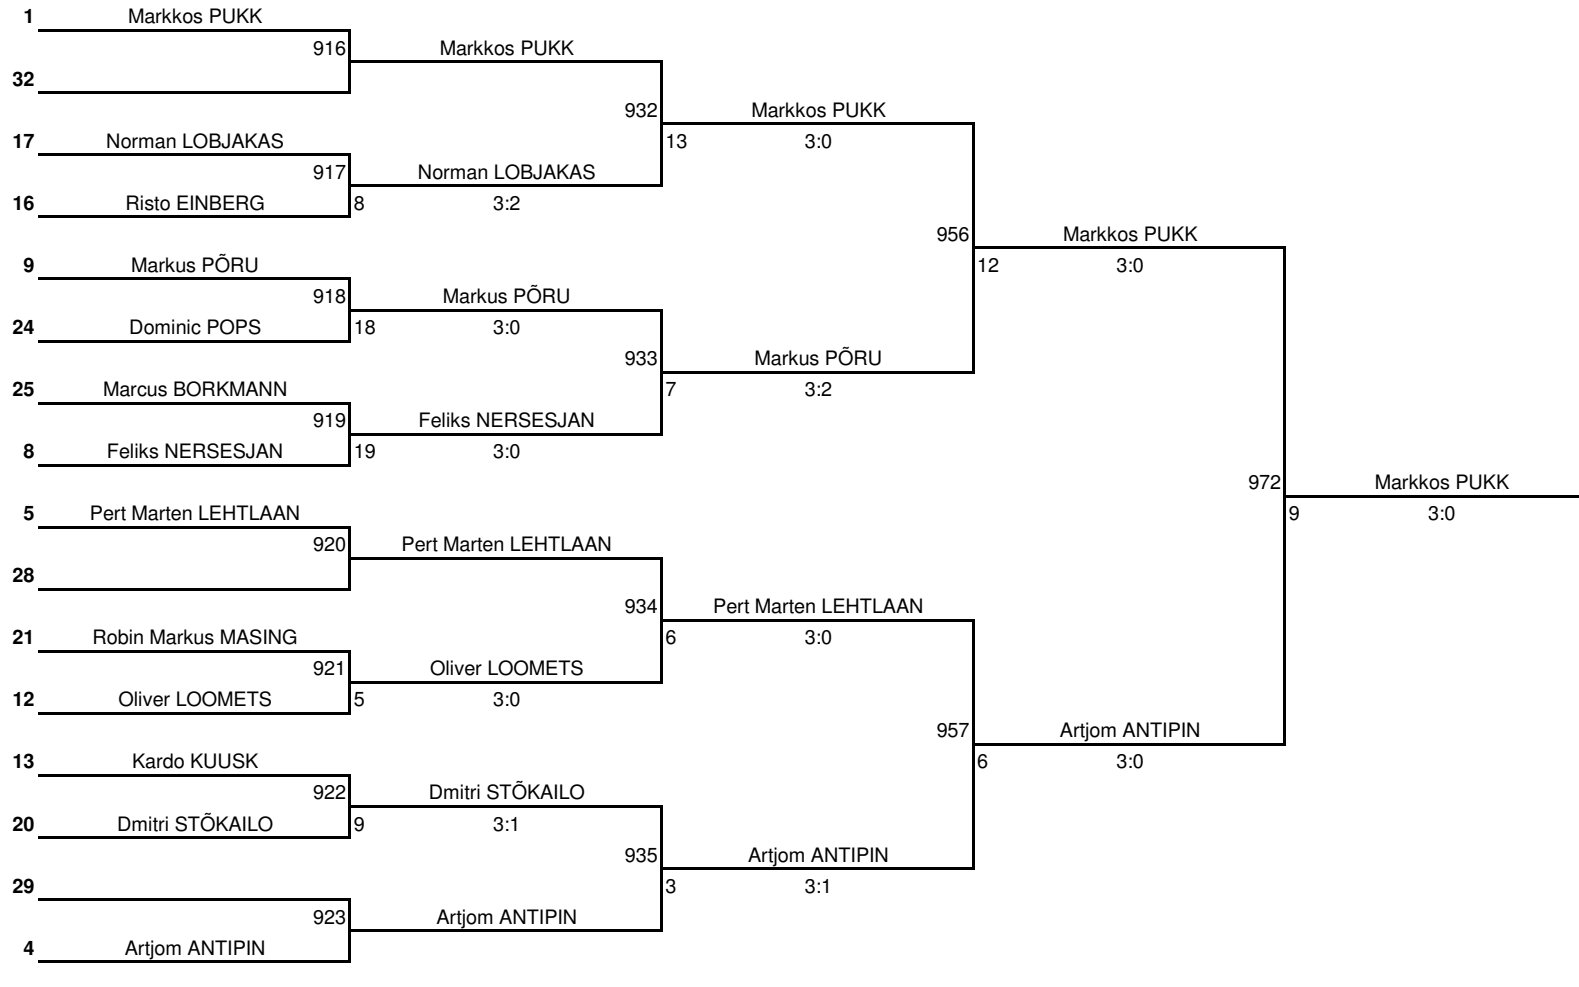 1 Markkos PUKK
916 Markkos PUKK
32
932 Markkos PUKK
17 Norman LOBJAKAS 13 3:0
917 Norman LOBJAKAS
16 Risto EINBERG 8 3:2
956 Markkos PUKK
9 Markus PÕRU 12 3:0
918 Markus PÕRU
24 Dominic POPS 18 3:0
933 Markus PÕRU
25 Marcus BORKMANN 7 3:2
919 Feliks NERSESJAN
8 Feliks NERSESJAN 19 3:0
972 Markkos PUKK
5 Pert Marten LEHTLAAN 9 3:0
920 Pert Marten LEHTLAAN
28
934 Pert Marten LEHTLAAN
21 Robin Markus MASING 6 3:0
921 Oliver LOOMETS
12 Oliver LOOMETS 5 3:0
957 Artjom ANTIPIN
13 Kardo KUUSK 6 3:0
922 Dmitri STÕKAILO
20 Dmitri STÕKAILO 9 3:1
935 Artjom ANTIPIN
29 3 3:1
923 Artjom ANTIPIN
4 Artjom ANTIPIN